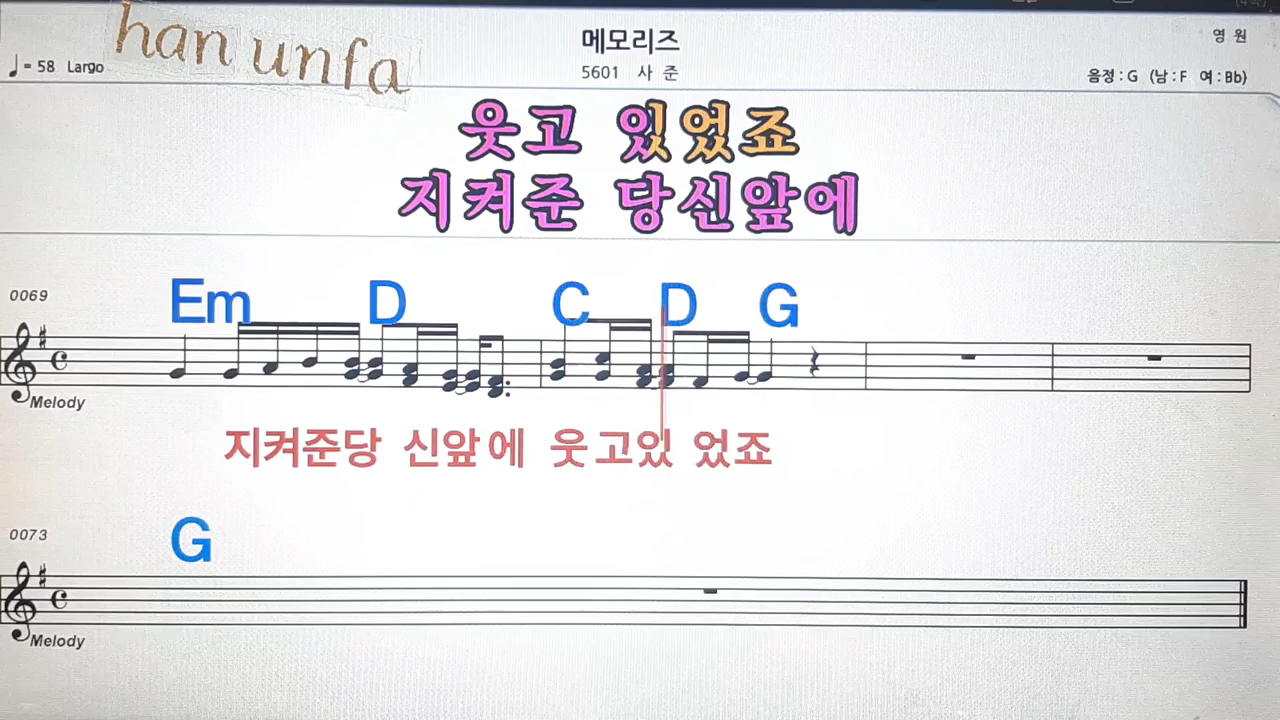 han unfa
메모리즈
영 원
♩= 58 Largo
5601 사 준
음정 : G (남 : F 여 : Bb)
웃고 있었죠
지켜준 당신앞에
0069
Em D C D G
Melody
지켜준당 신앞에 웃고있 었죠
0073
G
Melody